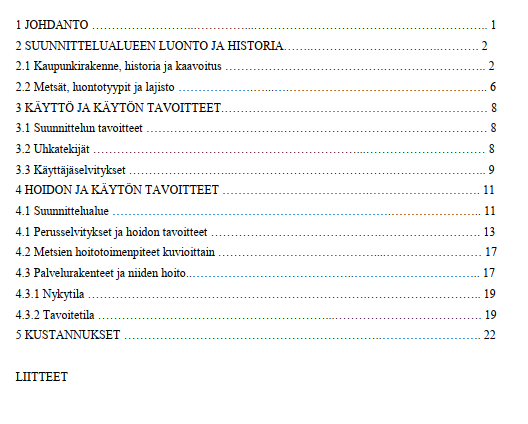 1 JOHDANTO ………………………………………………………………………………………. 1
2 SUUNNITTELUALUEEN LUONTO JA HISTORIA………………………………………. 2
2.1 Kaupunkirakenne, historia ja kaavoitus …………………………………………………….. 2
2.2 Metsät, luontotyypit ja lajisto ………………………………………………………………... 6
3 KÄYTTÖ JA KÄYTÖN TAVOITTEET……………………………………………………… 8
3.1 Suunnittelun tavoitteet ……………………………………………………………………… 8
3.2 Uhkatekijät …………………………………………………………………………………. 8
3.3 Käyttäjäselvitykset …………………………………………………………………………. 9
4 HOIDON JA KÄYTÖN TAVOITTEET ……………………………………………………. 11
4.1 Suunnittelualue ……………………………………………………………………………... 11
4.1 Perusselvitykset ja hoidon tavoitteet ……………………………………………………… 13
4.2 Metsien hoitotoimenpiteet kuvioittain …………………………………………………… 17
4.3 Palvelurakenteet ja niiden hoito…………………………………………………………... 17
4.3.1 Nykytila …………………………………………………………………………………. 19
4.3.2 Tavoitetila ……………………………………………………………………………… 19
5 KUSTANNUKSET ………………………………………………………………………. 22
LIITTEET